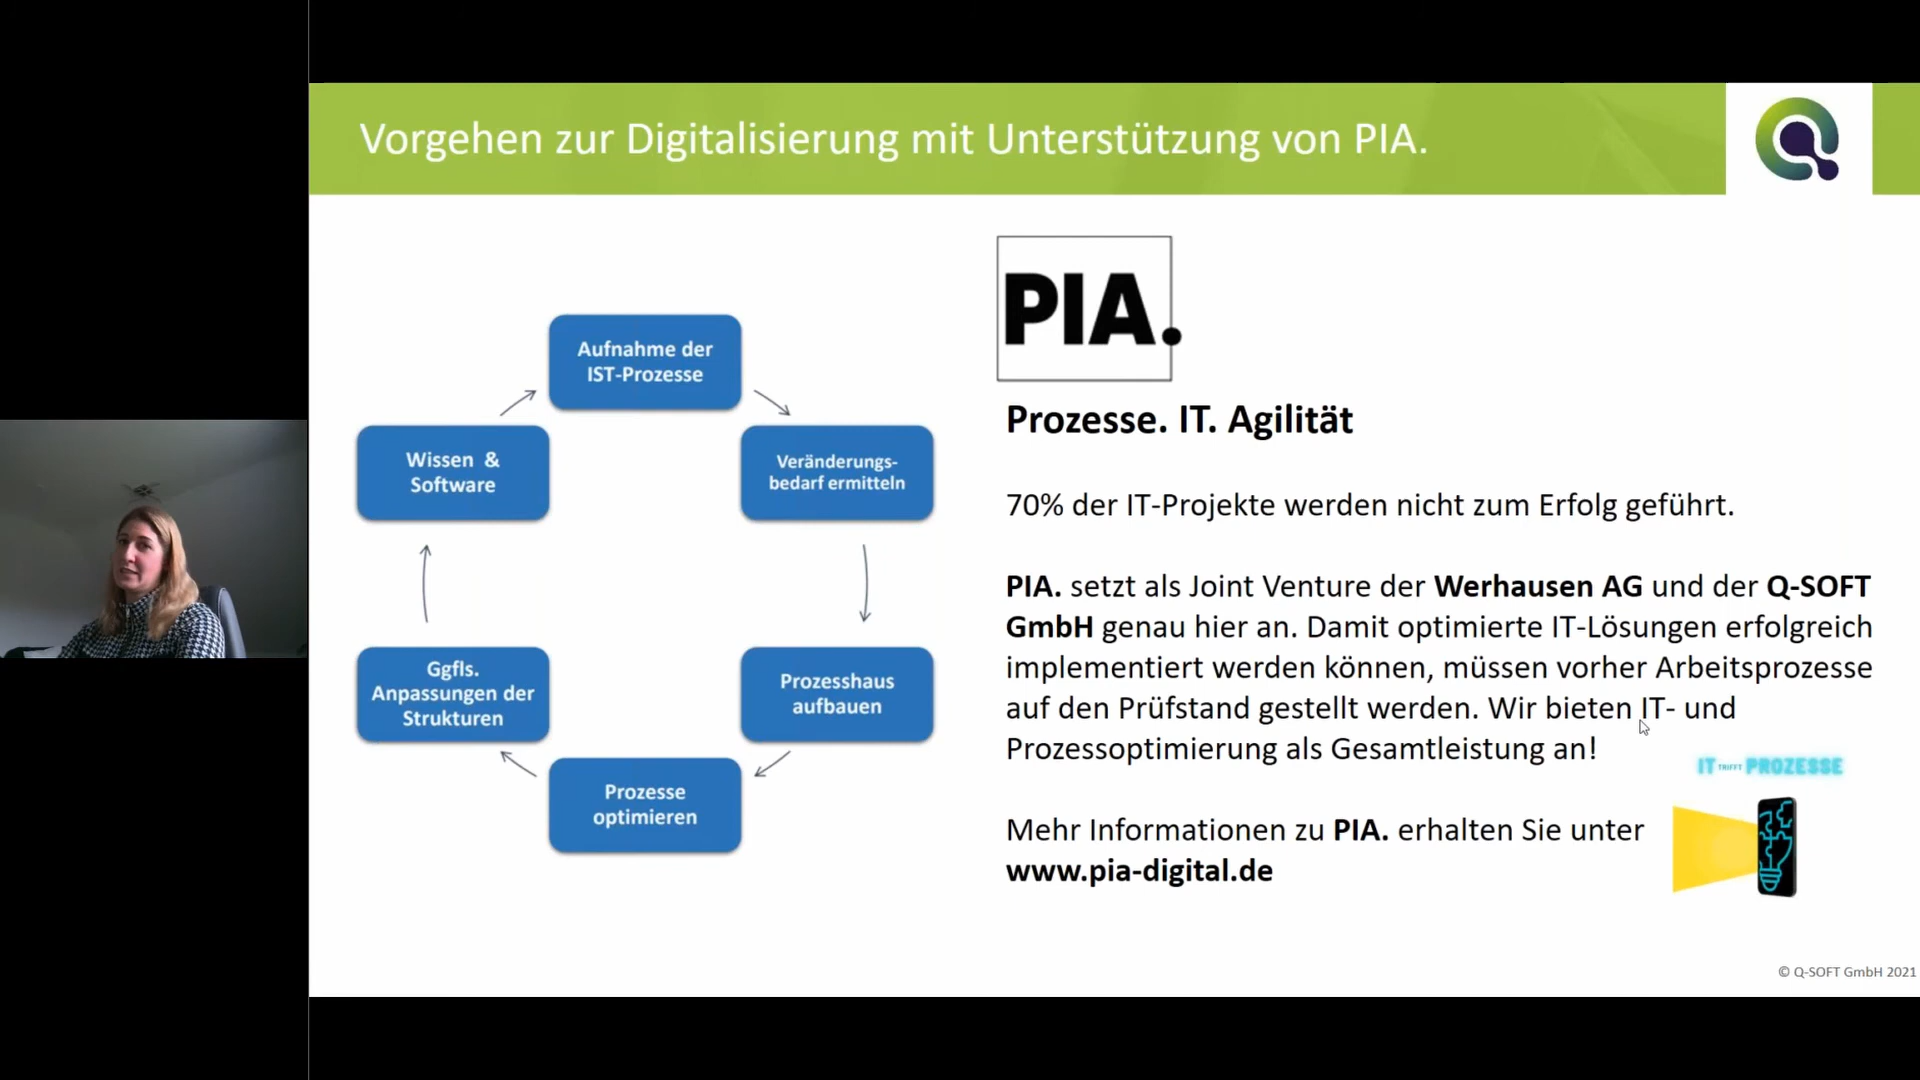 Vorgehen zur Digitalisierung mit Unterstützung von PIA.
Aufnahme der
IST-Prozesse
Veränderungs-
bedarf ermitteln
Prozesshaus
aufbauen
Prozesse
optimieren
Ggfls.
Anpassungen der
Strukturen
Wissen &
Software
PIA.
Prozesse. IT. Agilität
70% der IT-Projekte werden nicht zum Erfolg geführt.
PIA. setzt als Joint Venture der Werhausen AG und der Q-SOFT
GmbH genau hier an. Damit optimierte IT-Lösungen erfolgreich
implementiert werden können, müssen vorher Arbeitsprozesse
auf den Prüfstand gestellt werden. Wir bieten IT- und
Prozessoptimierung als Gesamtleistung an!
IT TRIFFT PROZESSE
Mehr Informationen zu PIA. erhalten Sie unter
www.pia-digital.de
© Q-SOFT GmbH 2021